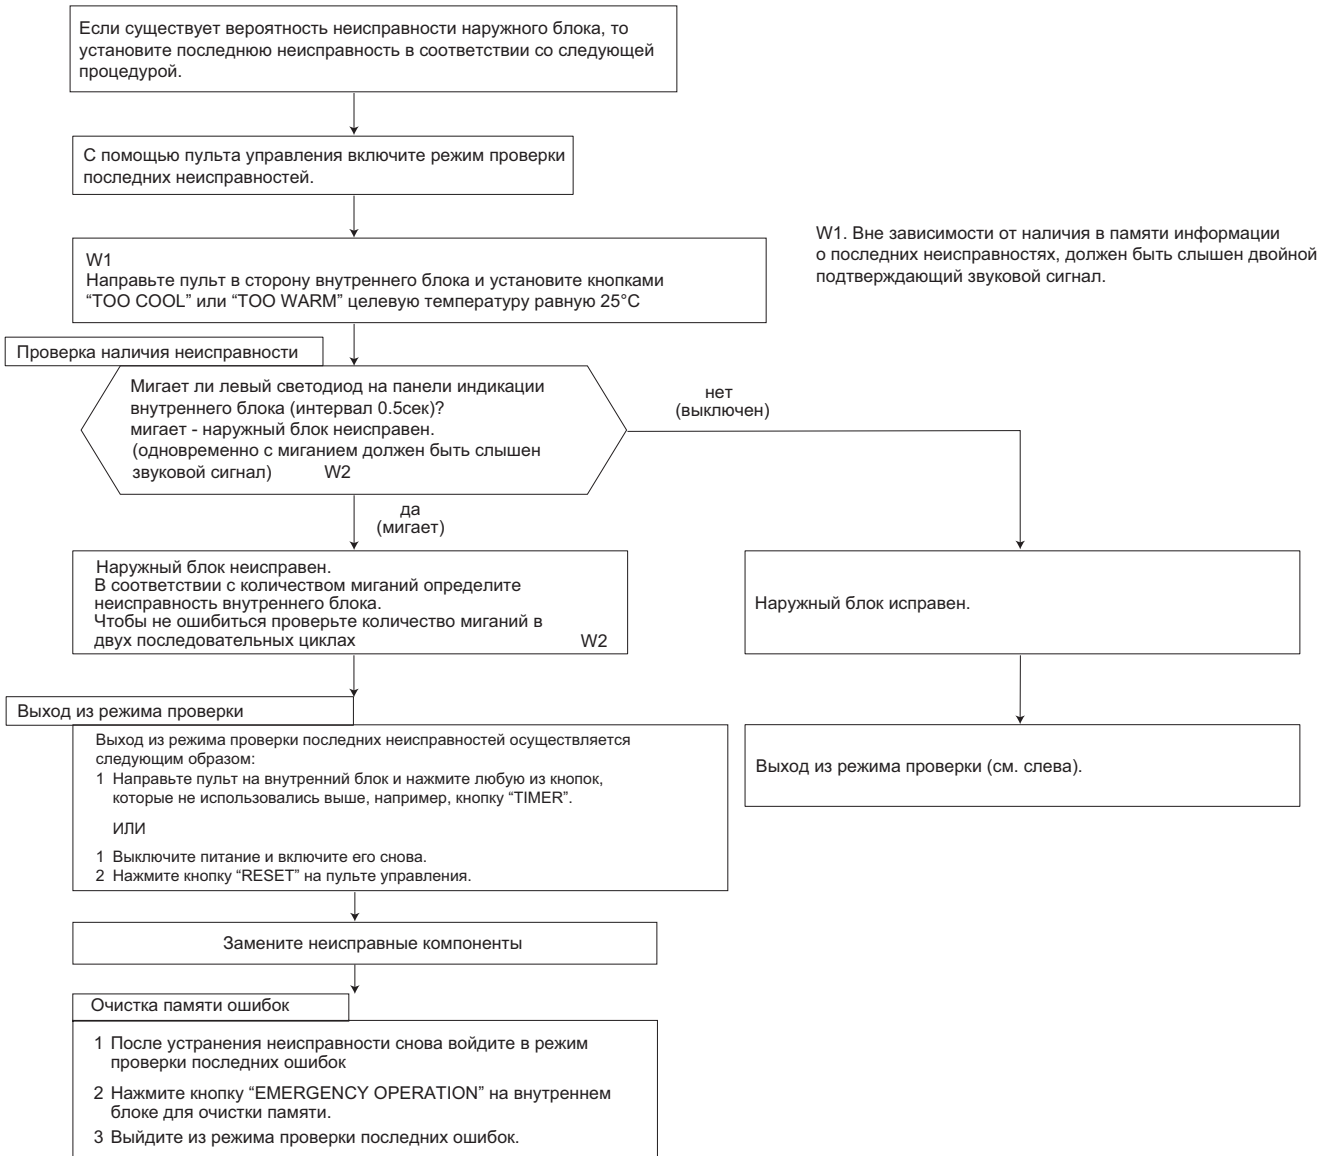 Если существует вероятность неисправности наружного блока, то
установите последнюю неисправность в соответствии со следующей
процедурой.
С помощью пульта управления включите режим проверки
последних неисправностей.
W1
Направьте пульт в сторону внутреннего блока и установите кнопками
“TOO COOL” или “TOO WARM” целевую температуру равную 25°C
W1. Вне зависимости от наличия в памяти информации
о последних неисправностях, должен быть слышен двойной
подтверждающий звуковой сигнал.
Проверка наличия неисправности
Мигает ли левый светодиод на панели индикации
внутреннего блока (интервал 0.5сек)?
мигает - наружный блок неисправен.
(одновременно с миганием должен быть слышен
звуковой сигнал) W2
нет
(выключен)
да
(мигает)
Наружный блок неисправен.
В соответствии с количеством миганий определите
неисправность внутреннего блока.
Чтобы не ошибиться проверьте количество миганий в
двух последовательных циклах W2
Наружный блок исправен.
Выход из режима проверки
Выход из режима проверки последних неисправностей осуществляется
следующим образом:
1 Направьте пульт на внутренний блок и нажмите любую из кнопок,
которые не использовались выше, например, кнопку “TIMER”.
ИЛИ
1 Выключите питание и включите его снова.
2 Нажмите кнопку “RESET” на пульте управления.
Выход из режима проверки (см. слева).
Замените неисправные компоненты
Очистка памяти ошибок
1 После устранения неисправности снова войдите в режим
проверки последних ошибок
2 Нажмите кнопку “EMERGENCY OPERATION” на внутреннем
блоке для очистки памяти.
3 Выйдите из режима проверки последних ошибок.